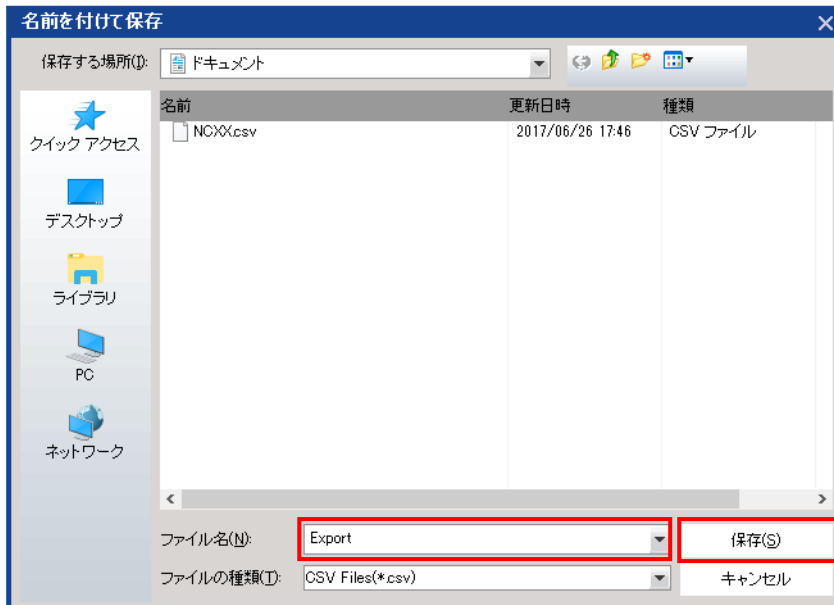 名前を付けて保存
保存する場所(I): ドキュメント
名前 更新日時 種類
NCXX.csv 2017/06/26 17:46 CSV ファイル
クイック アクセス
デスクトップ
ライブラリ
PC
ネットワーク
ファイル名(N): Export 保存(S)
ファイルの種類(T): CSV Files(*.csv) キャンセル